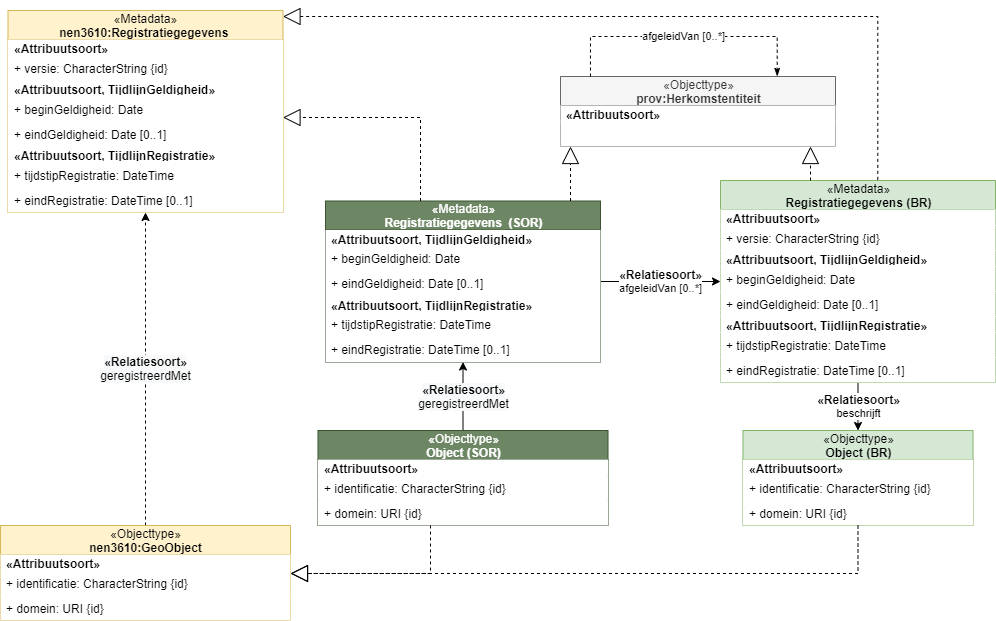 «Metadata»
nen3610:Registratiegegevens
«Attribuutsoort»
+ versie: CharacterString {id}
«Attribuutsoort, TijdlijnGeldigheid»
+ beginGeldigheid: Date
+ eindGeldigheid: Date [0..1]
«Attribuutsoort, TijdlijnRegistratie»
+ tijdstipRegistratie: DateTime
+ eindRegistratie: DateTime [0..1]
afgeleidVan [0..*]
«Objecttype»
prov:Herkomstentiteit
«Attribuutsoort»
«Metadata»
Registratiegegevens (SOR)
«Attribuutsoort, TijdlijnGeldigheid»
+ beginGeldigheid: Date
+ eindGeldigheid: Date [0..1]
«Attribuutsoort, TijdlijnRegistratie»
+ tijdstipRegistratie: DateTime
+ eindRegistratie: DateTime [0..1]
«Relatiesoort»
afgeleidVan [0..*]
«Metadata»
Registratiegegevens (BR)
«Attribuutsoort»
+ versie: CharacterString {id}
«Attribuutsoort, TijdlijnGeldigheid»
+ beginGeldigheid: Date
+ eindGeldigheid: Date [0..1]
«Attribuutsoort, TijdlijnRegistratie»
+ tijdstipRegistratie: DateTime
+ eindRegistratie: DateTime [0..1]
«Relatiesoort»
geregistreerdMet
«Relatiesoort»
geregistreerdMet
«Relatiesoort»
beschrijft
«Objecttype»
Object (SOR)
«Attribuutsoort»
+ identificatie: CharacterString {id}
+ domein: URI {id}
«Objecttype»
Object (BR)
«Attribuutsoort»
+ identificatie: CharacterString {id}
+ domein: URI {id}
«Objecttype»
nen3610:GeoObject
«Attribuutsoort»
+ identificatie: CharacterString {id}
+ domein: URI {id}